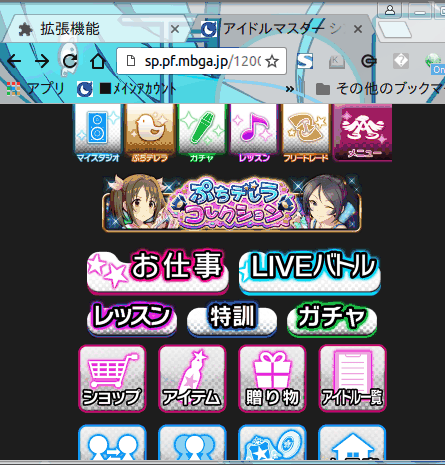 拡張機能
アイドルマスター シ
sp.pf.mbga.jp/1200
アプリ
■メインアカウント
»
その他のブックマー
On
マイスタジオ
ぷちデレラ
ガチャ
レッスン
フリートレード
メニュー
ぷちデレラ
コレクション
お仕事
LIVEバトル
レッスン
特訓
ガチャ
ショップ
アイテム
贈り物
アイドル一覧